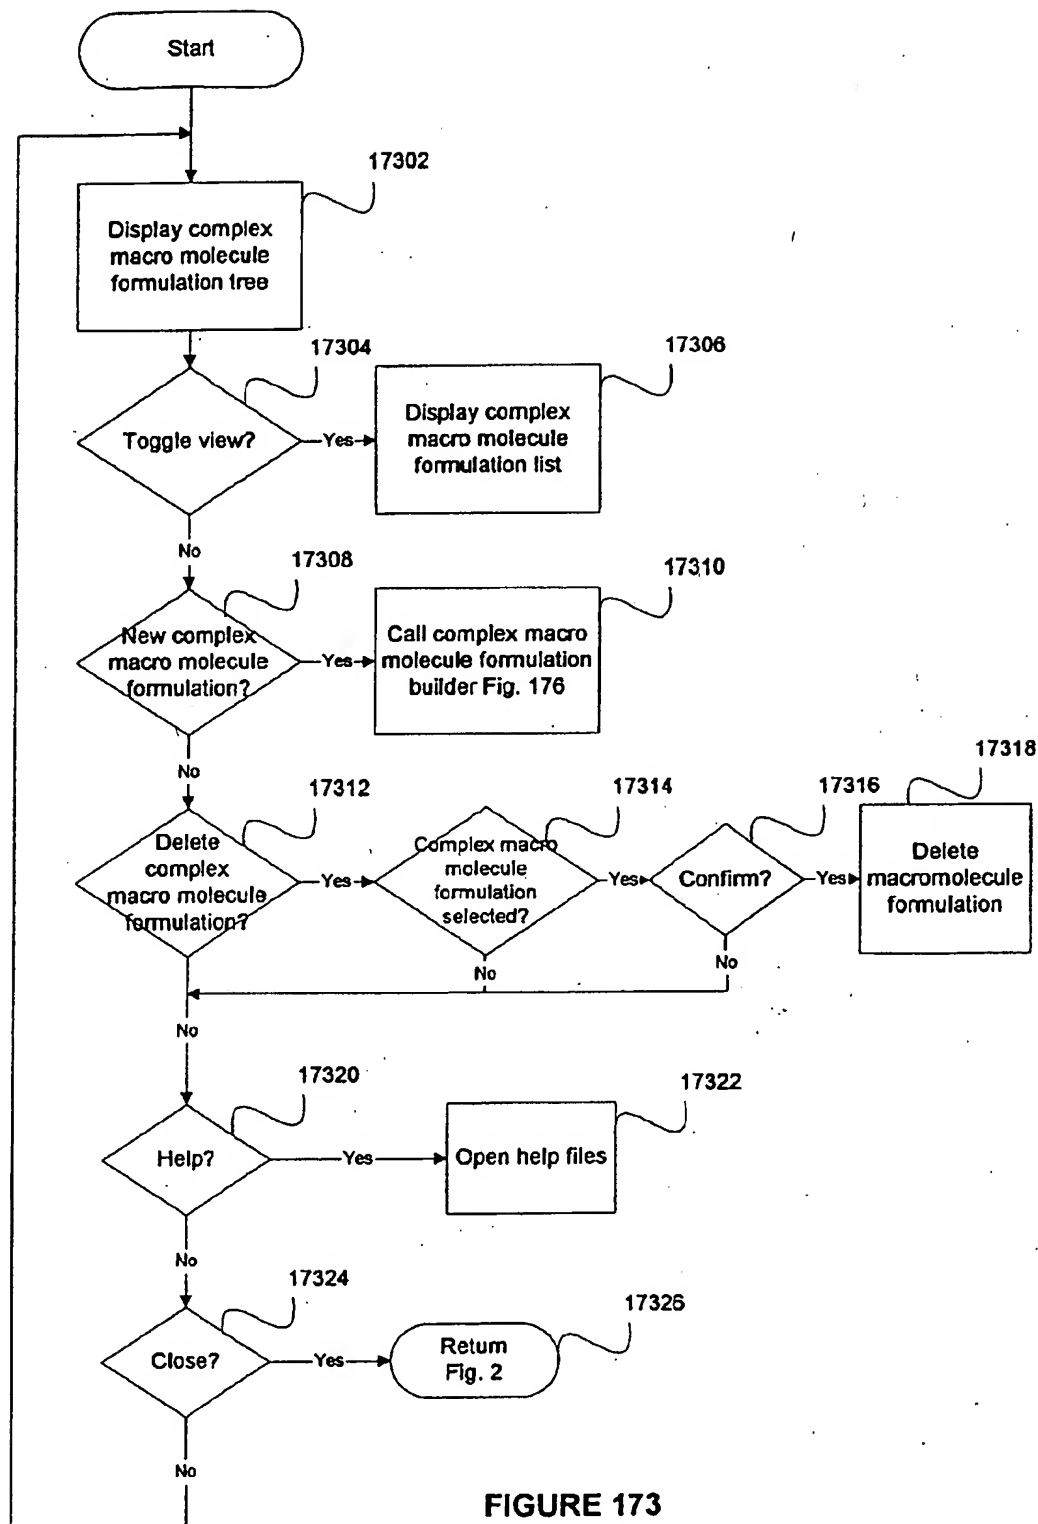 Start
17302
Display complex
macro molecule
formulation tree
17304
Toggle view?
Yes
17306
Display complex
macro molecule
formulation list
No
17308
New complex
macro molecule
formulation?
Yes
17310
Call complex macro
molecule formulation
builder Fig. 176
No
17312
Delete
complex
macro molecule
formulation?
Yes
17314
Complex macro
molecule
formulation
selected?
Yes
17316
Confirm?
Yes
17318
Delete
macromolecule
formulation
No
No
No
17320
Help?
Yes
17322
Open help files
No
17324
Close?
Yes
17326
Return
Fig. 2
No
FIGURE 173